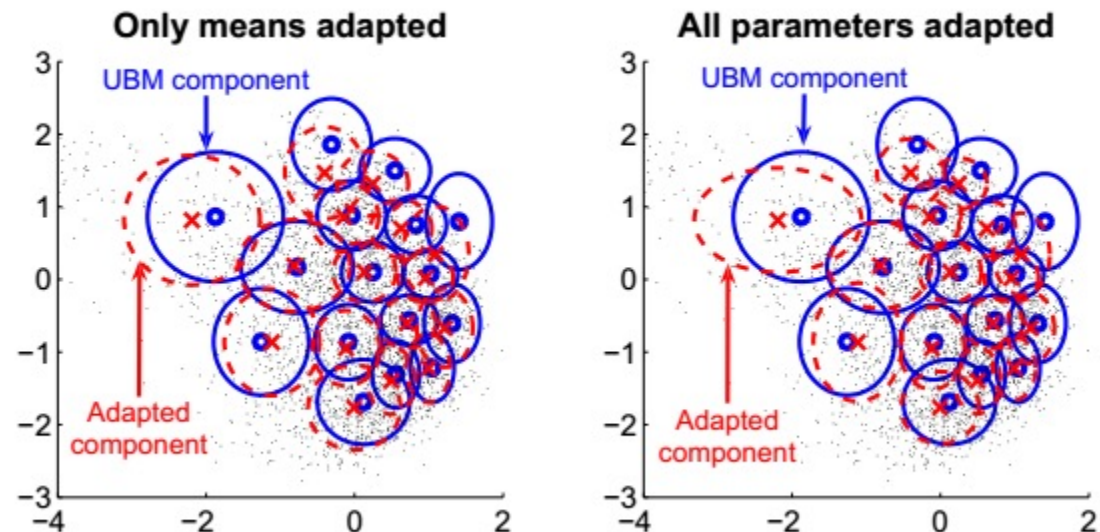 Only means adapted
3
2
1
0
−1
−2
−3
−4
−2
0
2
UBM component
Adapted
component
All parameters adapted
3
2
1
0
−1
−2
−3
−4
−2
0
2
UBM component
Adapted
component